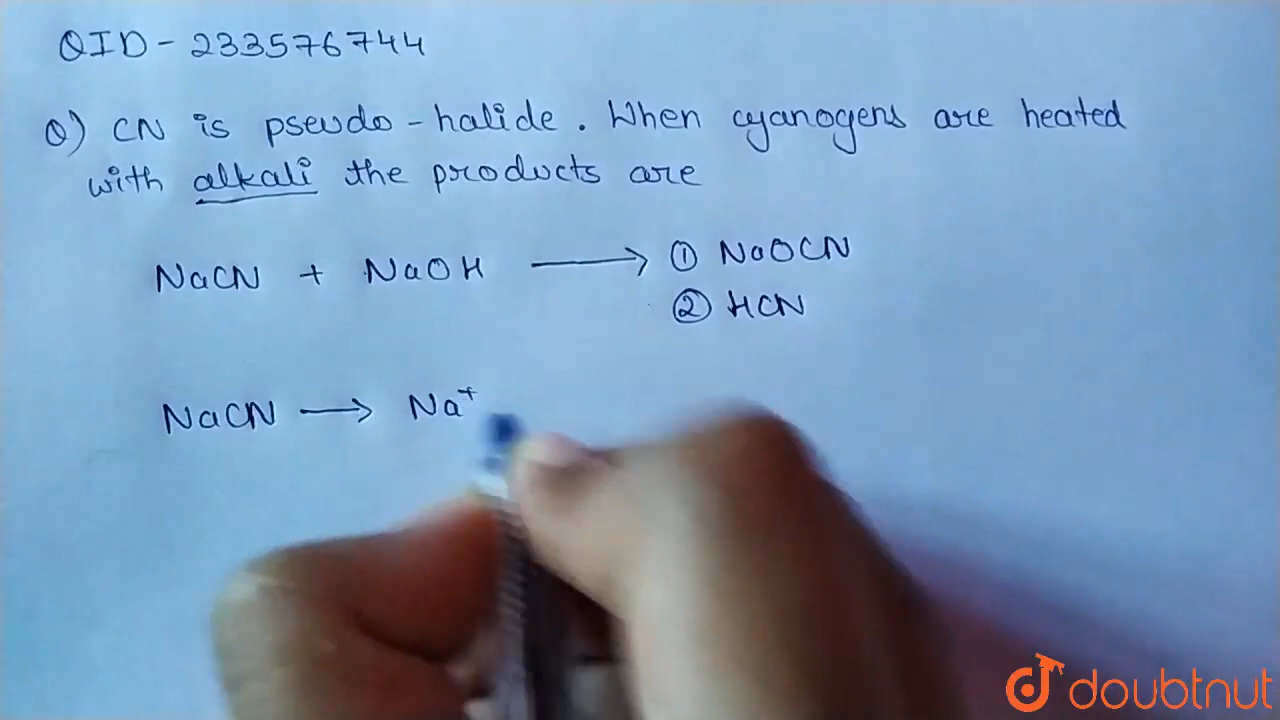 QID - 233576744
Q) CN is pseudo-halide. When cyanogens are heated
with alkali the products are
NaCN + NaOH ⟶ ① NaOCN
② HCN
NaCN ⟶ Na⁺
doubtnut